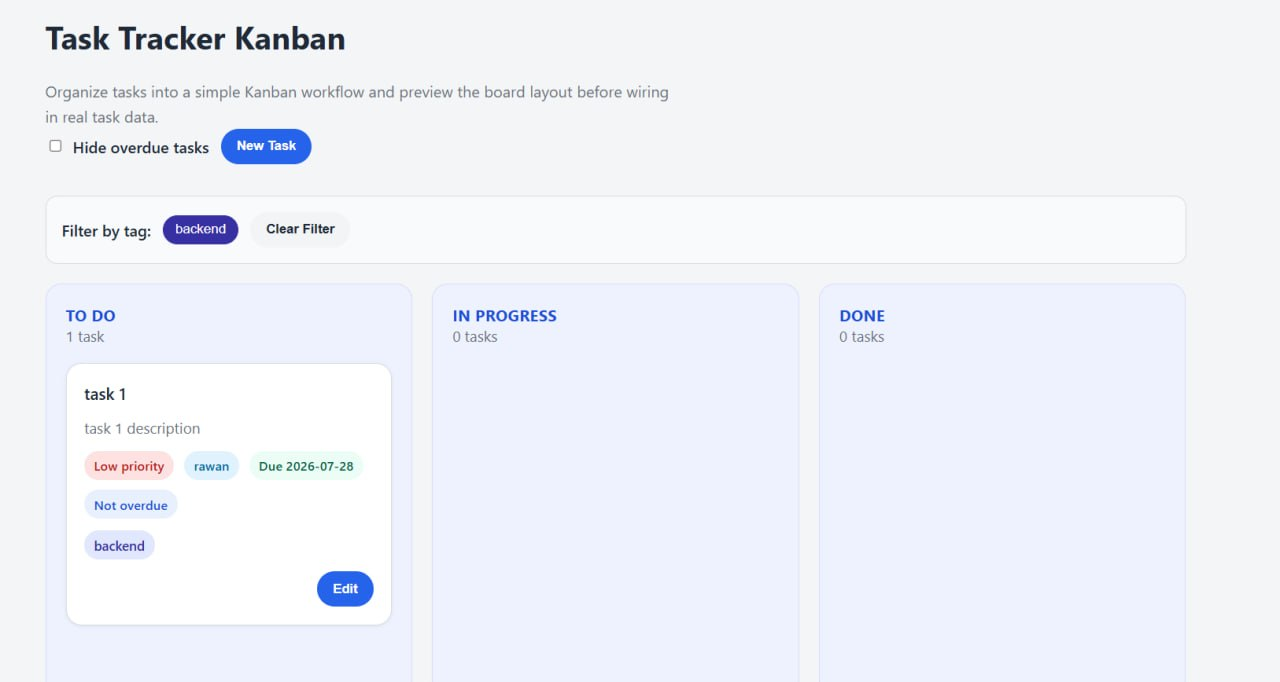 Task Tracker Kanban
Organize tasks into a simple Kanban workflow and preview the board layout before wiring
in real task data.
Hide overdue tasks New Task
Filter by tag: backend Clear Filter
TO DO
1 task
task 1
task 1 description
Low priority rawan Due 2026-07-28
Not overdue
backend
Edit
IN PROGRESS
0 tasks
DONE
0 tasks